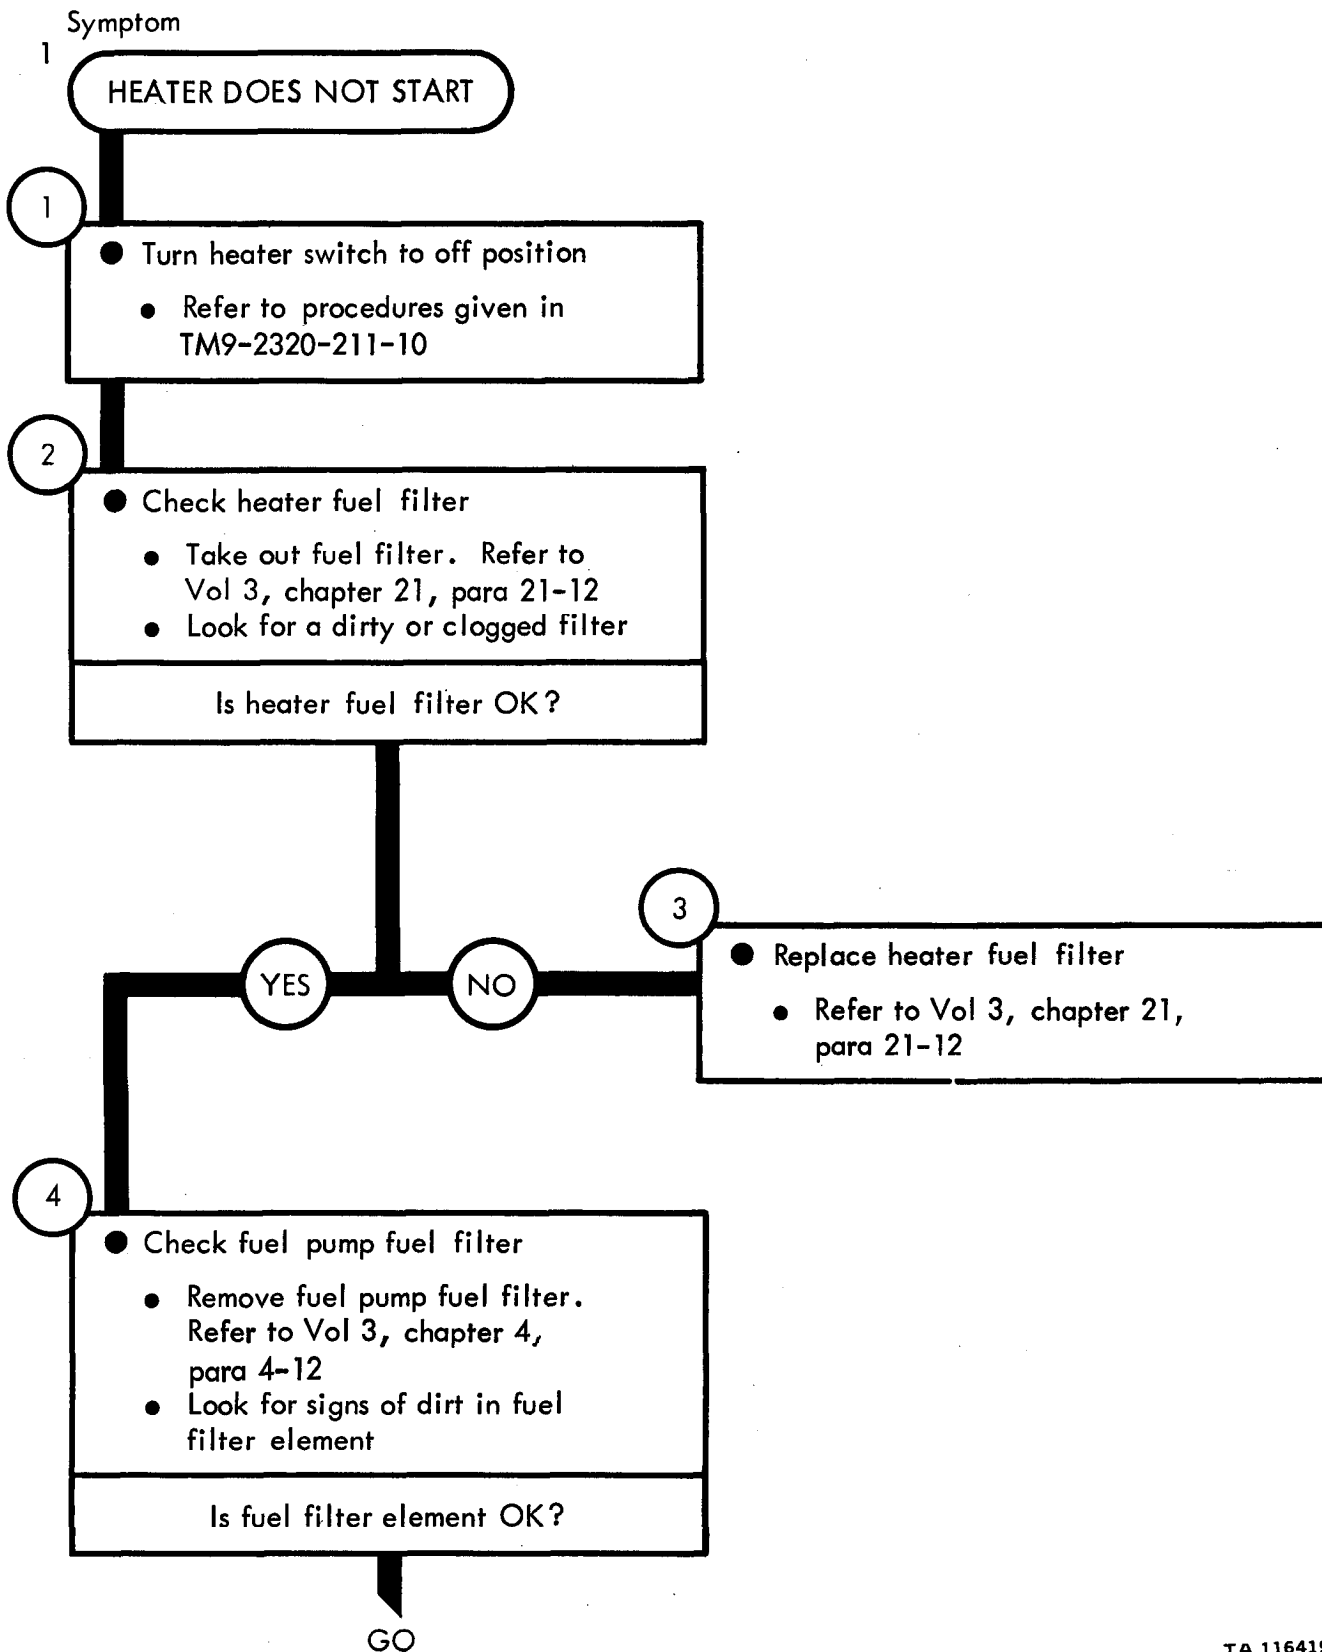 Symptom
1
HEATER DOES NOT START
1
● Turn heater switch to off position
● Refer to procedures given in
TM9-2320-211-10
2
● Check heater fuel filter
● Take out fuel filter. Refer to
Vol 3, chapter 21, para 21-12
● Look for a dirty or clogged filter
Is heater fuel filter OK?
YES
NO
3
● Replace heater fuel filter
● Refer to Vol 3, chapter 21,
para 21-12
4
● Check fuel pump fuel filter
● Remove fuel pump fuel filter.
Refer to Vol 3, chapter 4,
para 4-12
● Look for signs of dirt in fuel
filter element
Is fuel filter element OK?
GO
TA 116419